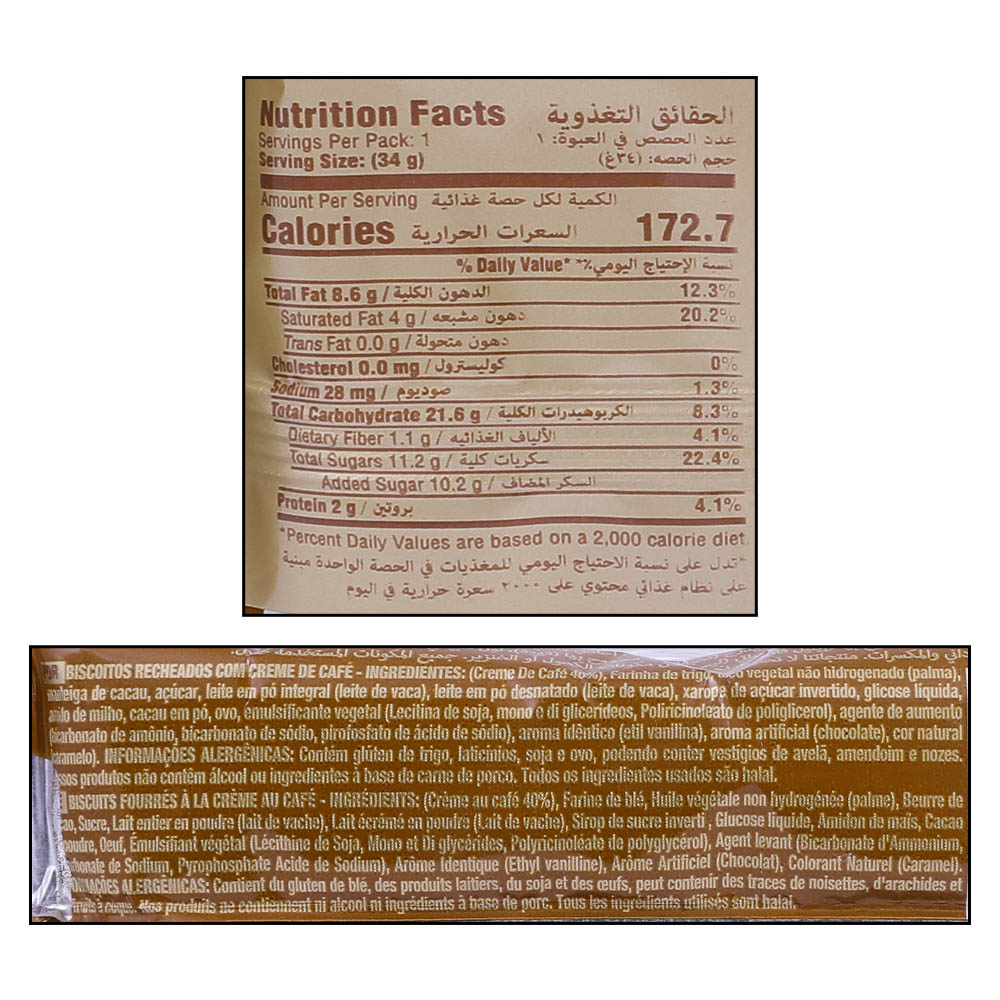 Nutrition Facts الحقائق التغذوية
Servings Per Pack: 1 عدد الحصص في العبوة: ١
Serving Size: (34 g) حجم الحصه: (٣٤غ)
Amount Per Serving الكمية لكل حصة غذائية
Calories السعرات الحرارية 172.7
% Daily Value* نسبة الإحتياج اليومي٪*
Total Fat 8.6 g / الدهون الكلية 12.3%
Saturated Fat 4 g / دهون مشبعه 20.2%
Trans Fat 0.0 g / دهون متحولة
Cholesterol 0.0 mg / كوليسترول 0%
Sodium 28 mg / صوديوم 1.3%
Total Carbohydrate 21.6 g / الكربوهيدرات الكلية 8.3%
Dietary Fiber 1.1 g / الألياف الغذائيه 4.1%
Total Sugars 11.2 g / سكريات كلية 22.4%
Added Sugar 10.2 g / السكر المضاف
Protein 2 g / بروتين 4.1%
*Percent Daily Values are based on a 2,000 calorie diet.
*تدل على نسبة الاحتياج اليومي للمغذيات في الحصة الواحدة مبنية
على نظام غذائي محتوي على ٢٠٠٠ سعرة حرارية في اليوم
POR BISCOITOS RECHEADOS COM CREME DE CAFÉ - INGREDIENTES: (Creme De Café 40%), Farinha de trigo, vegetal não hidrogenado (palma),
de cacau, açúcar, leite em pó integral (leite de vaca), leite em pó desnatado (leite de vaca), xarope de açúcar invertido, glicose líquida,
de milho, cacau em pó, ovo, emulsificante vegetal (Lecitina de soja, mono e di glicerídeos, Poliricinoleato de poliglicerol), agente de aumento
(bicarbonato de amônio, bicarbonato de sódio, pirofosfato de ácido de sódio), aroma idêntico (etil vanilina), aroma artificial (chocolate), cor natural
(caramelo). INFORMAÇÕES ALERGÊNICAS: Contém glúten de trigo, laticínios, soja e ovo, podendo conter vestígios de avelã, amendoim e nozes.
produtos não contêm álcool ou ingredientes à base de carne de porco. Todos os ingredientes usados são halal.
BISCUITS FOURRÉS À LA CRÈME AU CAFÉ - INGRÉDIENTS: (Crème au café 40%), Farine de blé, Huile végétale non hydrogénée (palme), Beurre de
Sucre, Lait entier en poudre (lait de vache), Lait écrémé en poudre (Lait de vache), Sirop de sucre inverti , Glucose liquide, Amidon de maïs, Cacao
poudre, Oeuf, Émulsifiant végétal (Lécithine de Soja, Mono et Di glycérides, Polyricinoléate de polyglycérol), Agent levant (Bicarbonate d'Ammonium,
de Sodium, Pyrophosphate Acide de Sodium), Arôme Identique (Ethyl vanilline), Arôme Artificiel (Chocolat), Colorant Naturel (Caramel).
ALERGÉNICAS: Contient du gluten de blé, des produits laitiers, du soja et des œufs, peut contenir des traces de noisettes, d'arachides et
fruits à coque. Nos produits ne contiennent ni alcool ni ingrédients à base de porc. Tous les ingrédients utilisés sont halal.